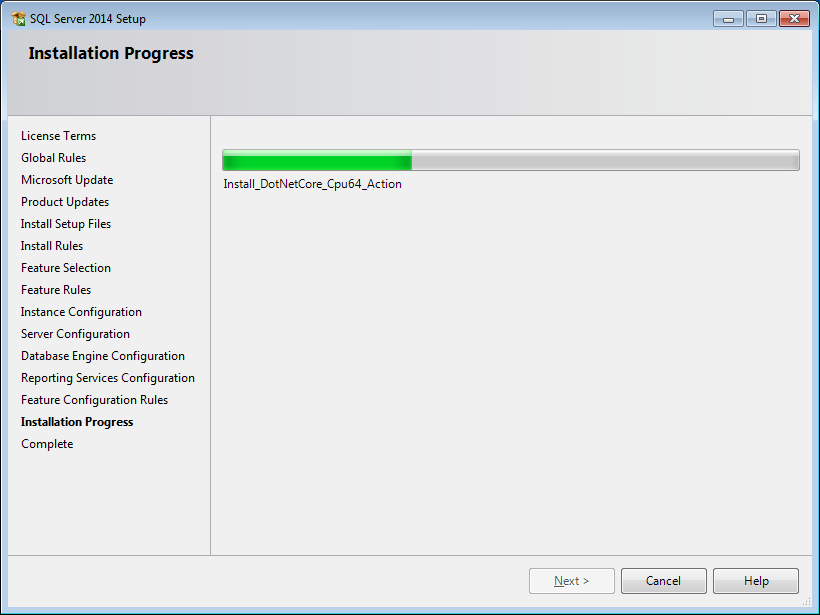 SQL Server 2014 Setup
Installation Progress
License Terms
Global Rules
Microsoft Update
Product Updates
Install Setup Files
Install Rules
Feature Selection
Feature Rules
Instance Configuration
Server Configuration
Database Engine Configuration
Reporting Services Configuration
Feature Configuration Rules
Installation Progress
Complete
Install_DotNetCore_Cpu64_Action
Next >
Cancel
Help